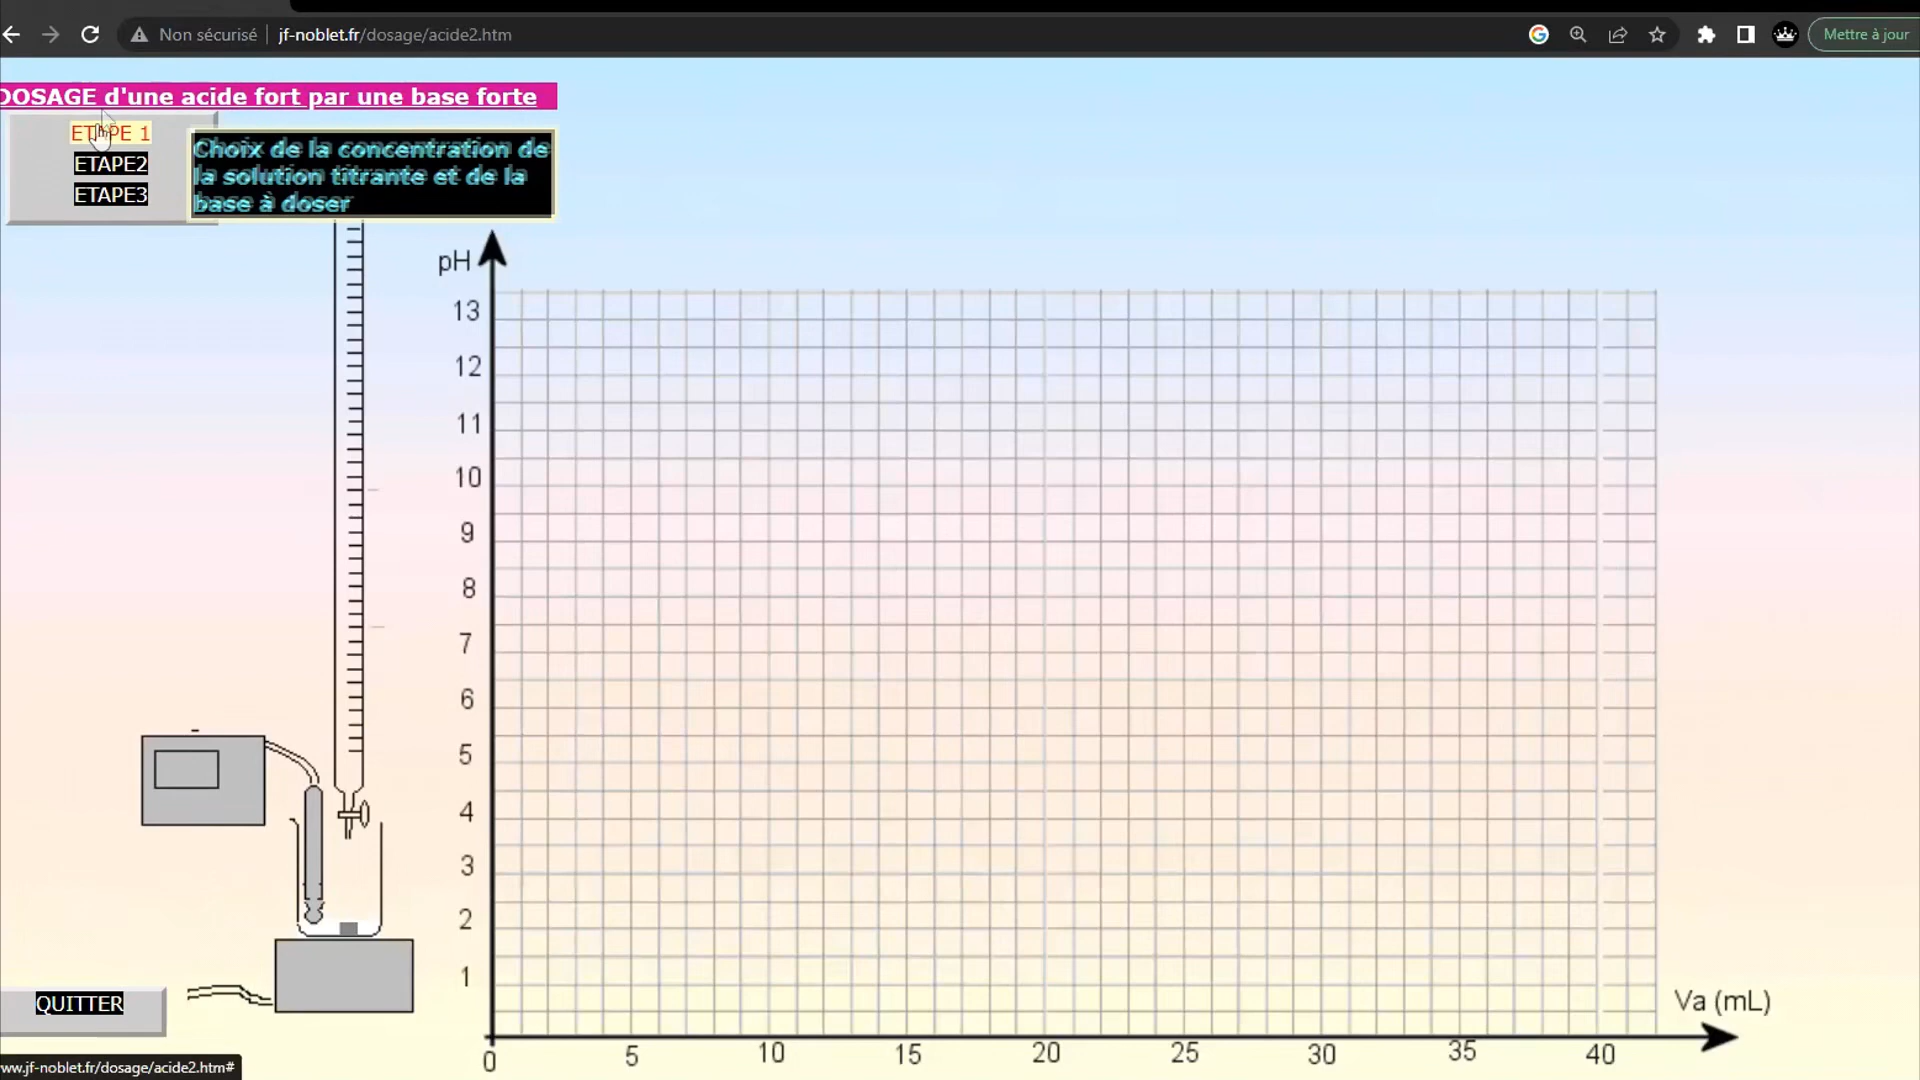 Non sécurisé
jf-noblet.fr/dosage/acide2.htm
Mettre à jour
DOSAGE d'une acide fort par une base forte
ETAPE 1
ETAPE2
ETAPE3
Choix de la concentration de
la solution titrante et de la
base à doser
pH
13
12
11
10
9
8
7
6
5
4
3
2
1
Va (mL)
0 5 10 15 20 25 30 35 40
QUITTER
ww.jf-noblet.fr/dosage/acide2.htm#